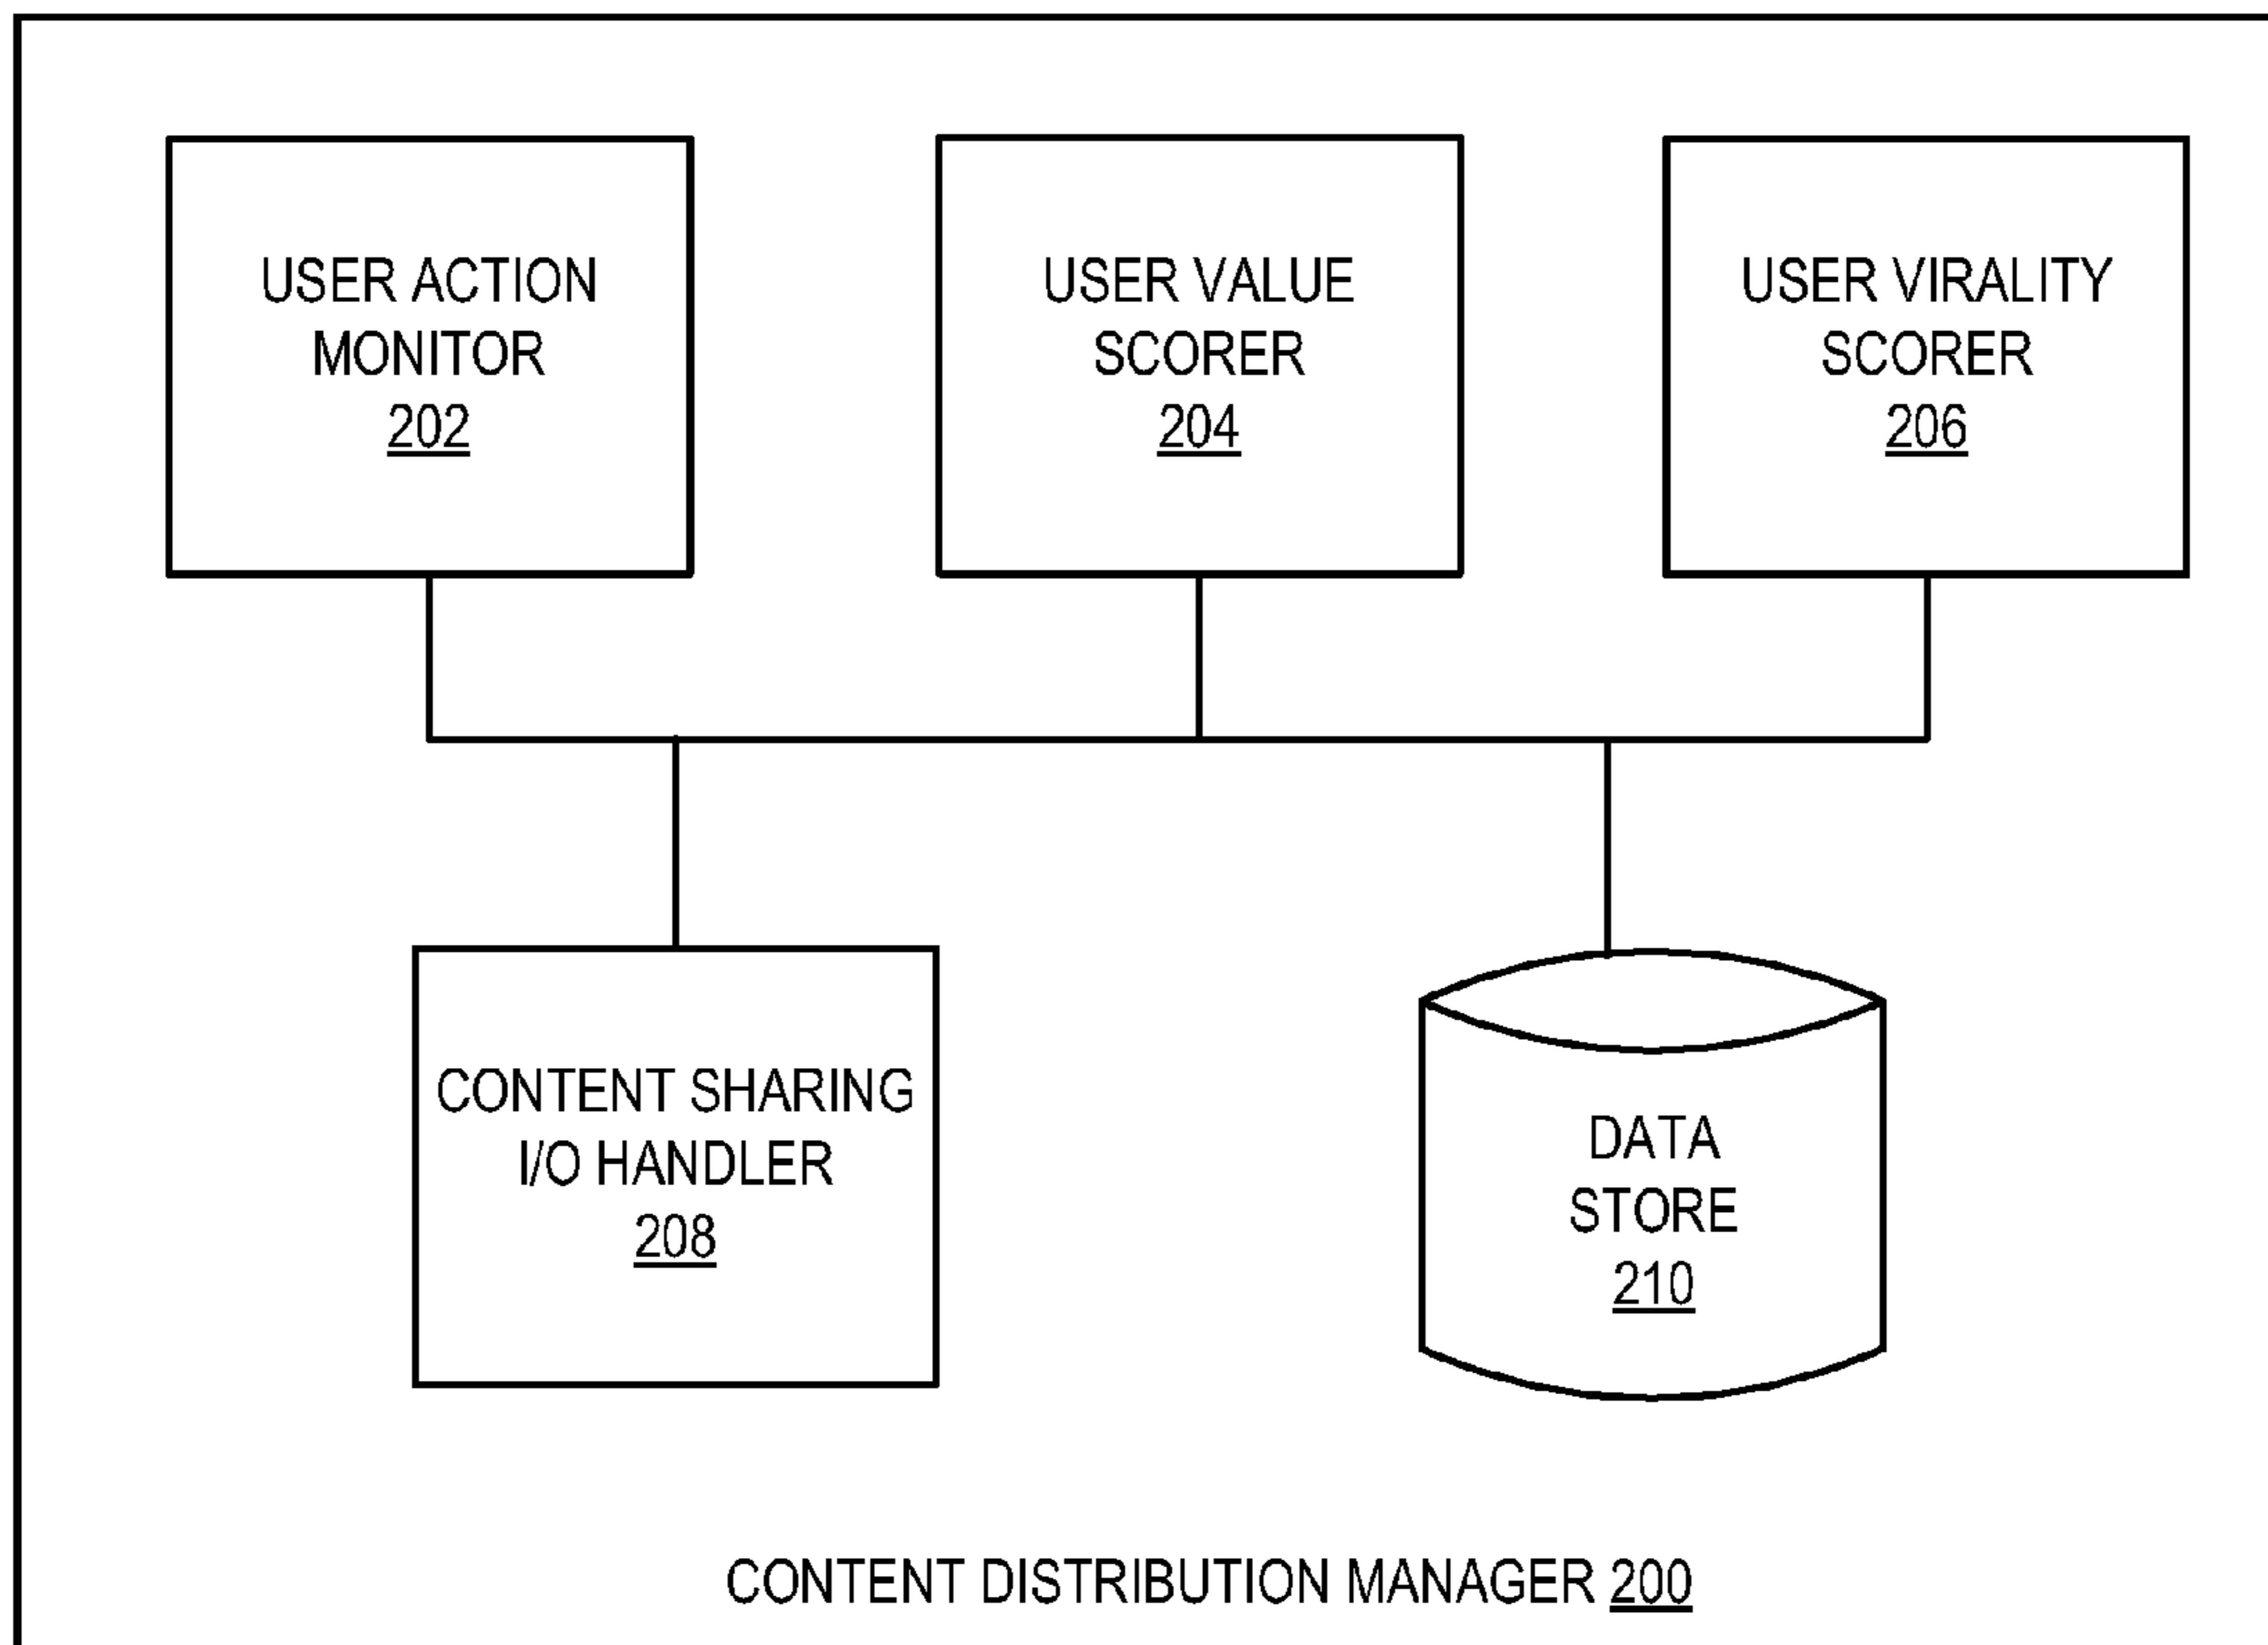 USER ACTION
MONITOR
202
USER VALUE
SCORER
204
USER VIRALITY
SCORER
206
CONTENT SHARING
I/O HANDLER
208
DATA
STORE
210
CONTENT DISTRIBUTION MANAGER 200